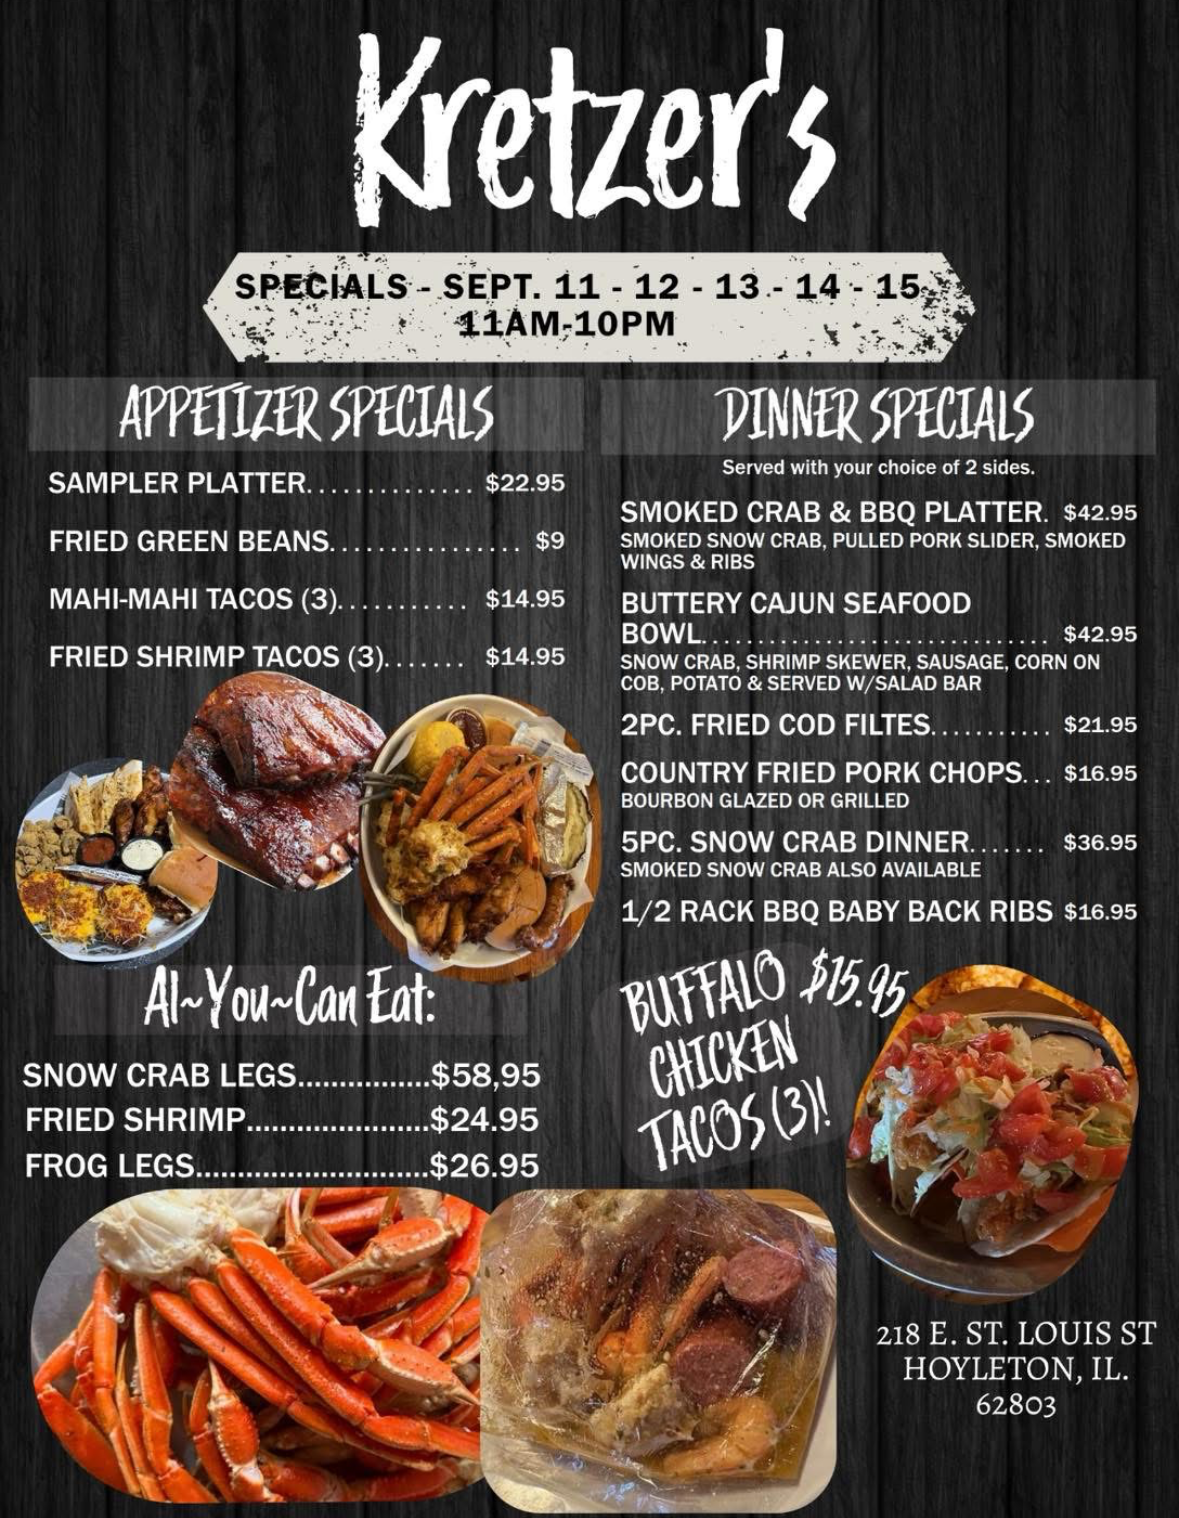 Kretzer's
SPECIALS - SEPT. 11 - 12 - 13 - 14 - 15
11AM-10PM
APPETIZER SPECIALS
SAMPLER PLATTER.............. $22.95
FRIED GREEN BEANS................ $9
MAHI-MAHI TACOS (3)............ $14.95
FRIED SHRIMP TACOS (3)....... $14.95
DINNER SPECIALS
Served with your choice of 2 sides.
SMOKED CRAB & BBQ PLATTER. $42.95
SMOKED SNOW CRAB, PULLED PORK SLIDER, SMOKED
WINGS & RIBS
BUTTERY CAJUN SEAFOOD
BOWL............................... $42.95
SNOW CRAB, SHRIMP SKEWER, SAUSAGE, CORN ON
COB, POTATO & SERVED W/SALAD BAR
2PC. FRIED COD FILTES........... $21.95
COUNTRY FRIED PORK CHOPS... $16.95
BOURBON GLAZED OR GRILLED
5PC. SNOW CRAB DINNER....... $36.95
SMOKED SNOW CRAB ALSO AVAILABLE
1/2 RACK BBQ BABY BACK RIBS $16.95
Al~You~Can Eat:
SNOW CRAB LEGS................$58,95
FRIED SHRIMP......................$24.95
FROG LEGS............................$26.95
BUFFALO $15.95
CHICKEN
TACOS (3)!
218 E. ST. LOUIS ST
HOYLETON, IL.
62803